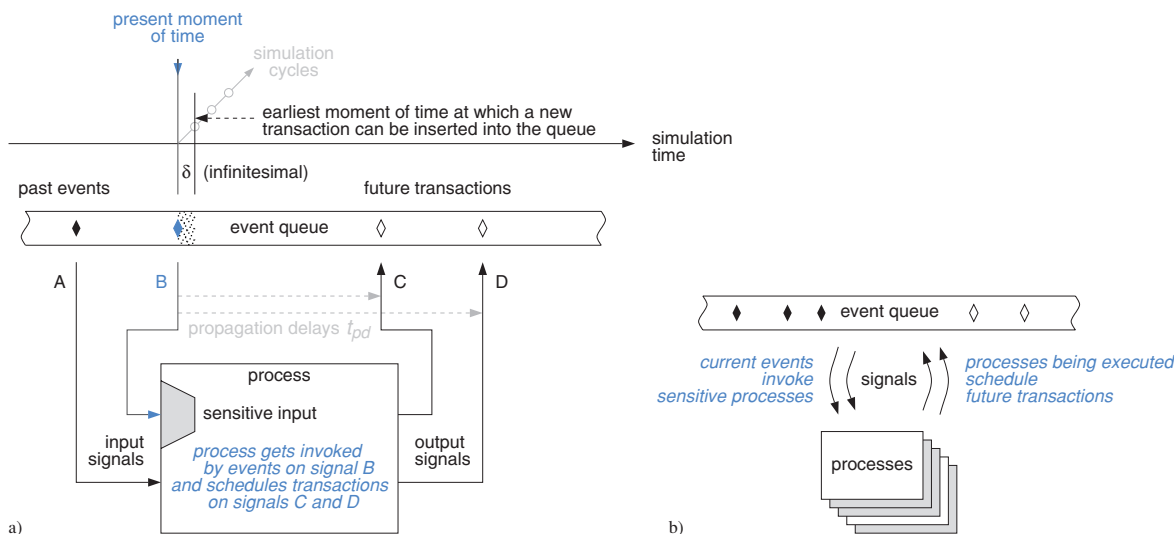 present moment
of time
simulation
cycles
earliest moment of time at which a new
transaction can be inserted into the queue
simulation
time
δ (infinitesimal)
past events
future transactions
event queue
A
B
C
D
propagation delays tpd
process
sensitive input
input
signals
process gets invoked
by events on signal B
and schedules transactions
on signals C and D
output
signals
a)
event queue
current events
invoke
sensitive processes
signals
processes being executed
schedule
future transactions
processes
b)